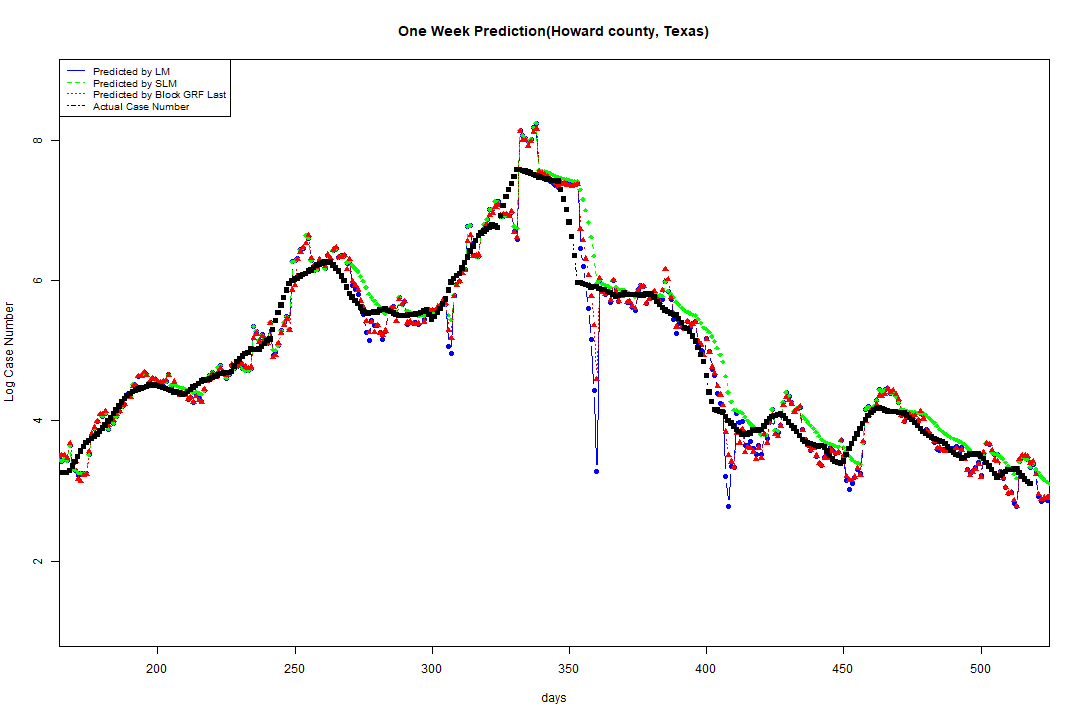 One Week Prediction(Howard county, Texas)
Predicted by LM
Predicted by SLM
Predicted by Block GRF Last
Actual Case Number
8
6
4
2
Log Case Number
200 250 300 350 400 450 500
days